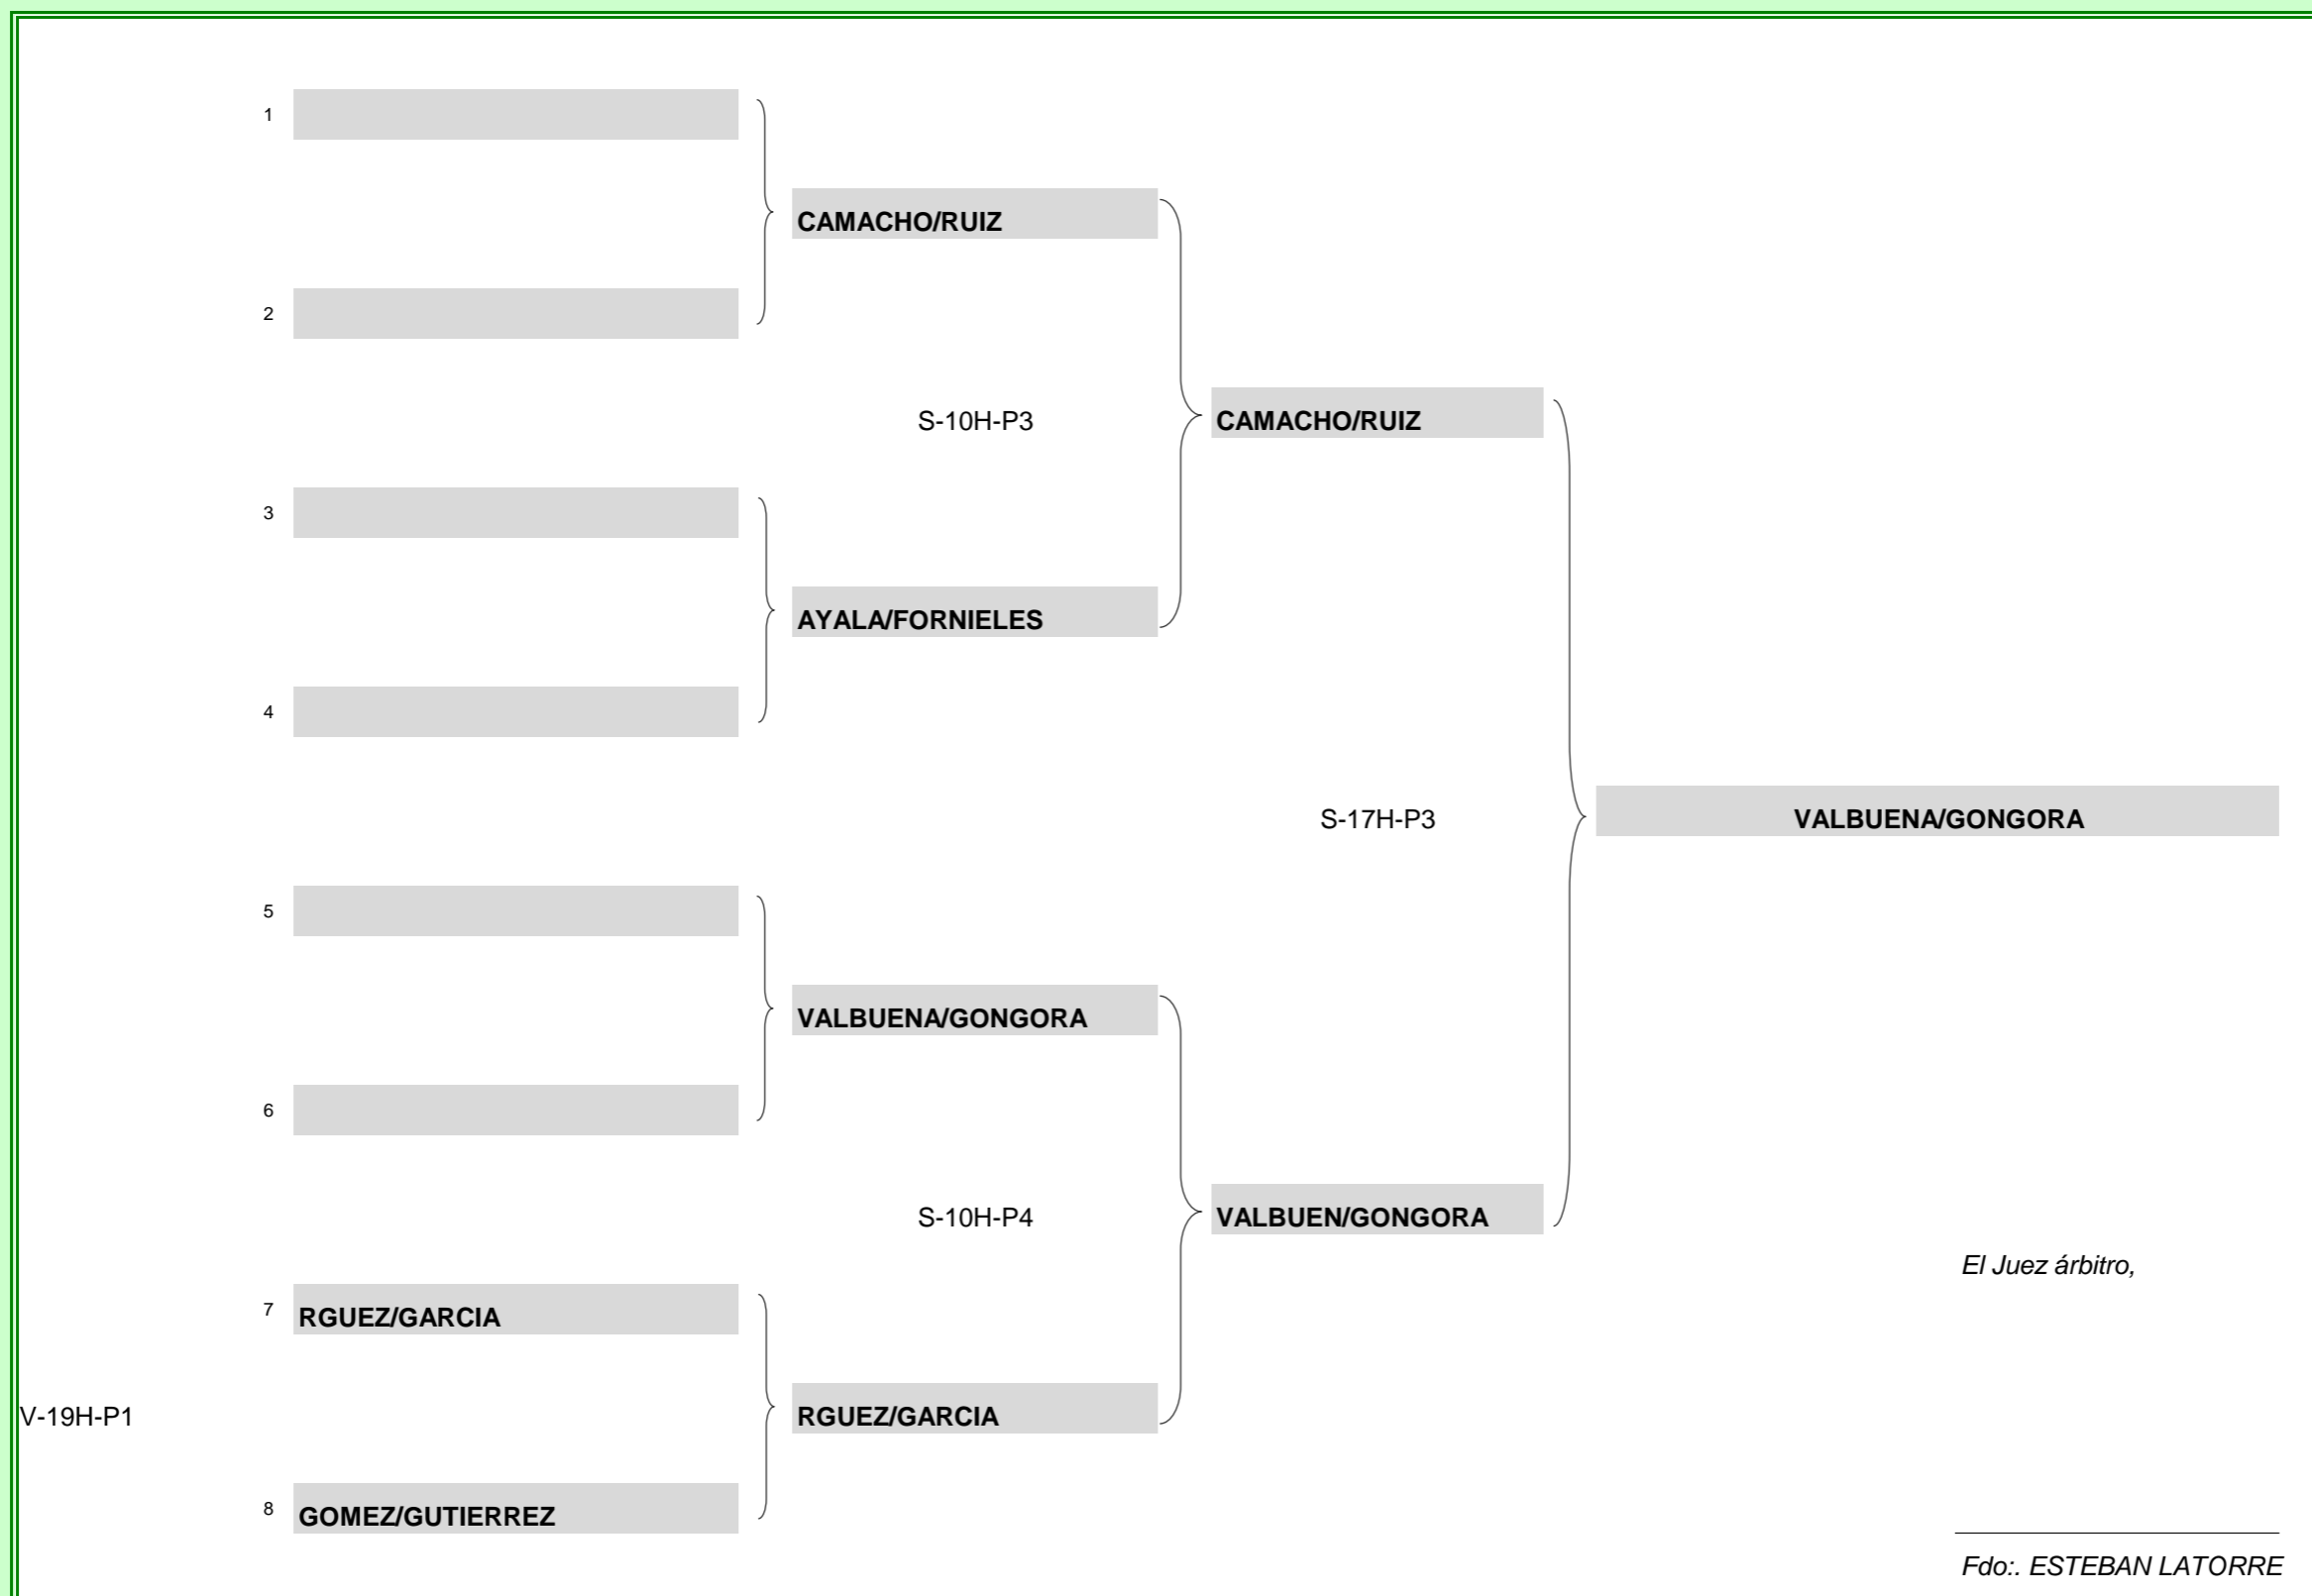 1
CAMACHO/RUIZ
2
S-10H-P3
CAMACHO/RUIZ
3
AYALA/FORNIELES
4
S-17H-P3
VALBUENA/GONGORA
5
VALBUENA/GONGORA
6
S-10H-P4
VALBUEN/GONGORA
El Juez árbitro,
7
RGUEZ/GARCIA
V-19H-P1
RGUEZ/GARCIA
8
GOMEZ/GUTIERREZ
Fdo:. ESTEBAN LATORRE